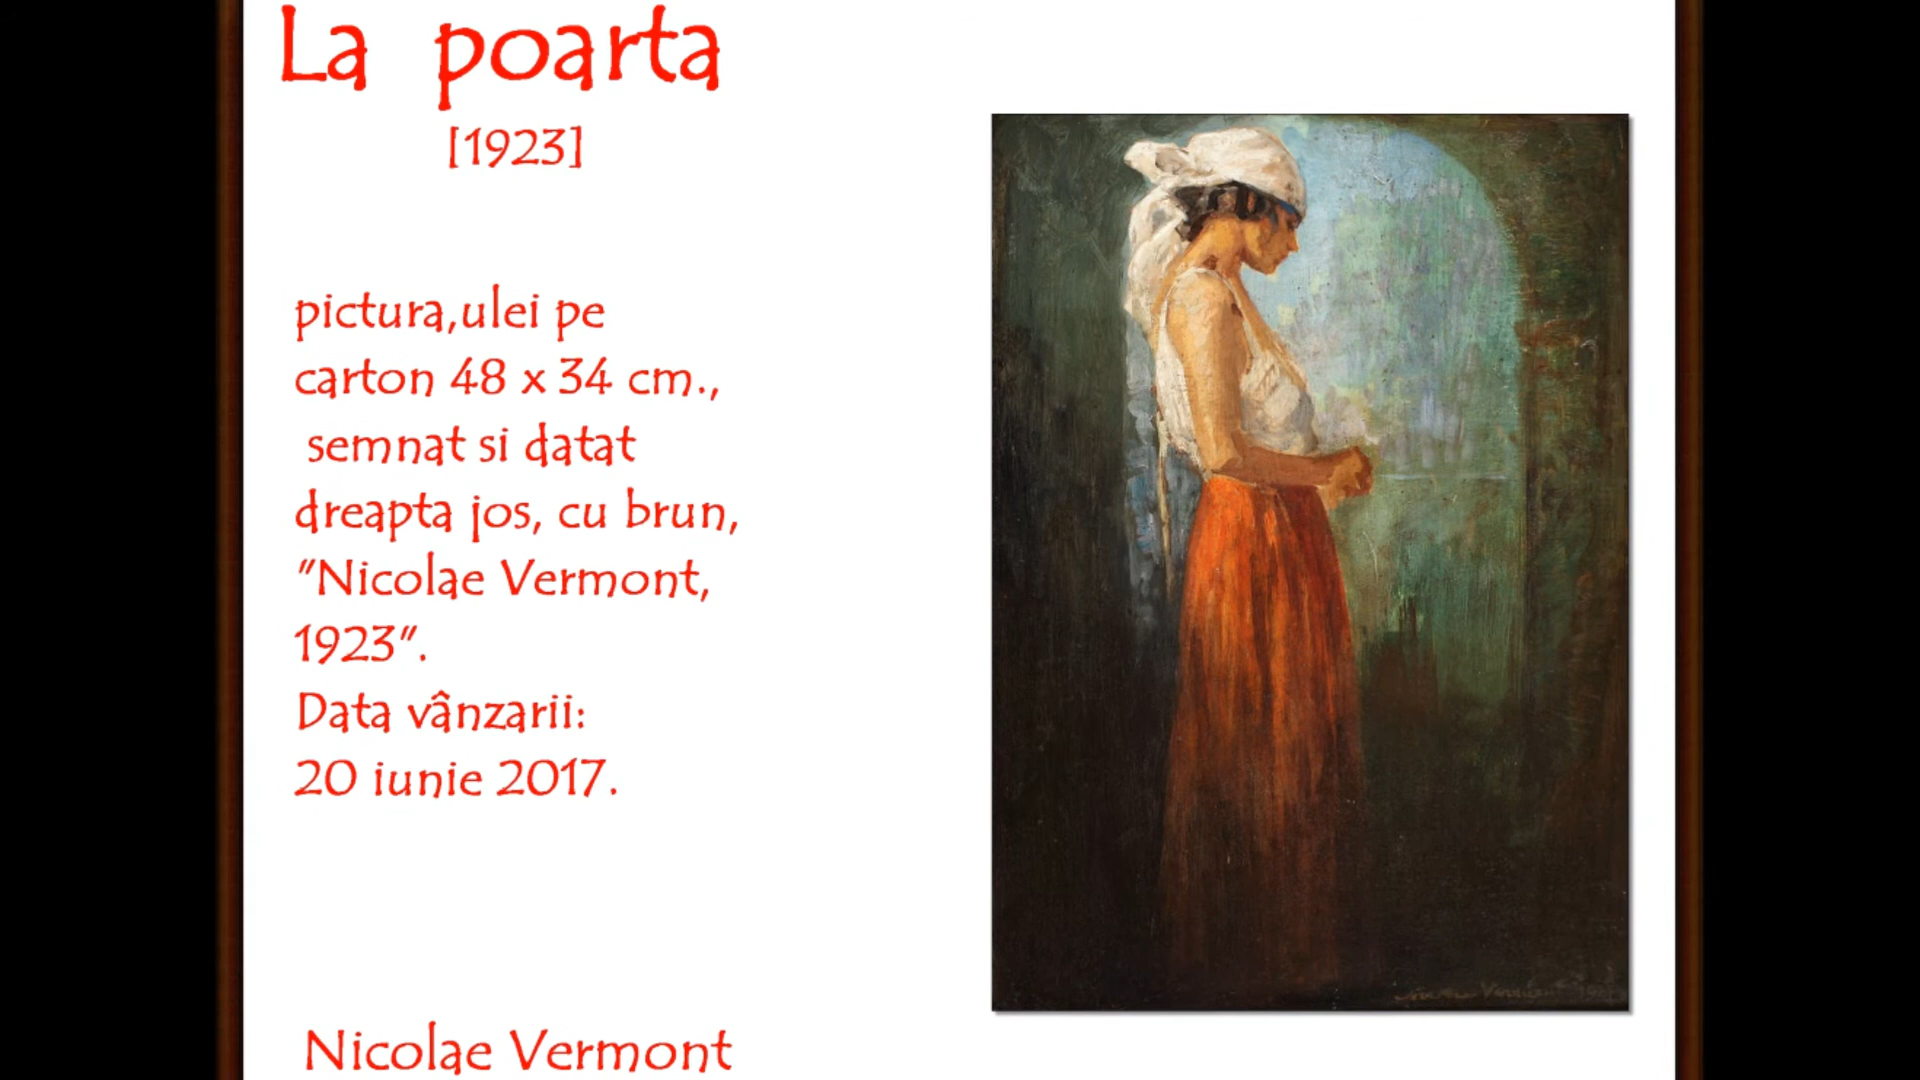 La poarta
[1923]
pictura,ulei pe
carton 48 x 34 cm.,
semnat si datat
dreapta jos, cu brun,
"Nicolae Vermont,
1923".
Data vânzarii:
20 iunie 2017.
Nicolae Vermont